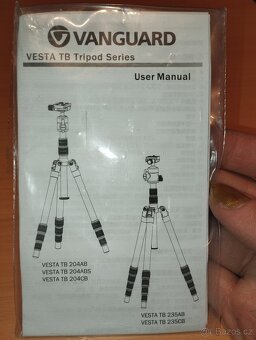 VANGUARD
VESTA TB Tripod Series
User Manual
VESTA TB 204AB
VESTA TB 204ABS
VESTA TB 204CB
VESTA TB 235AB
VESTA TB 235CB
Bazoš.cz